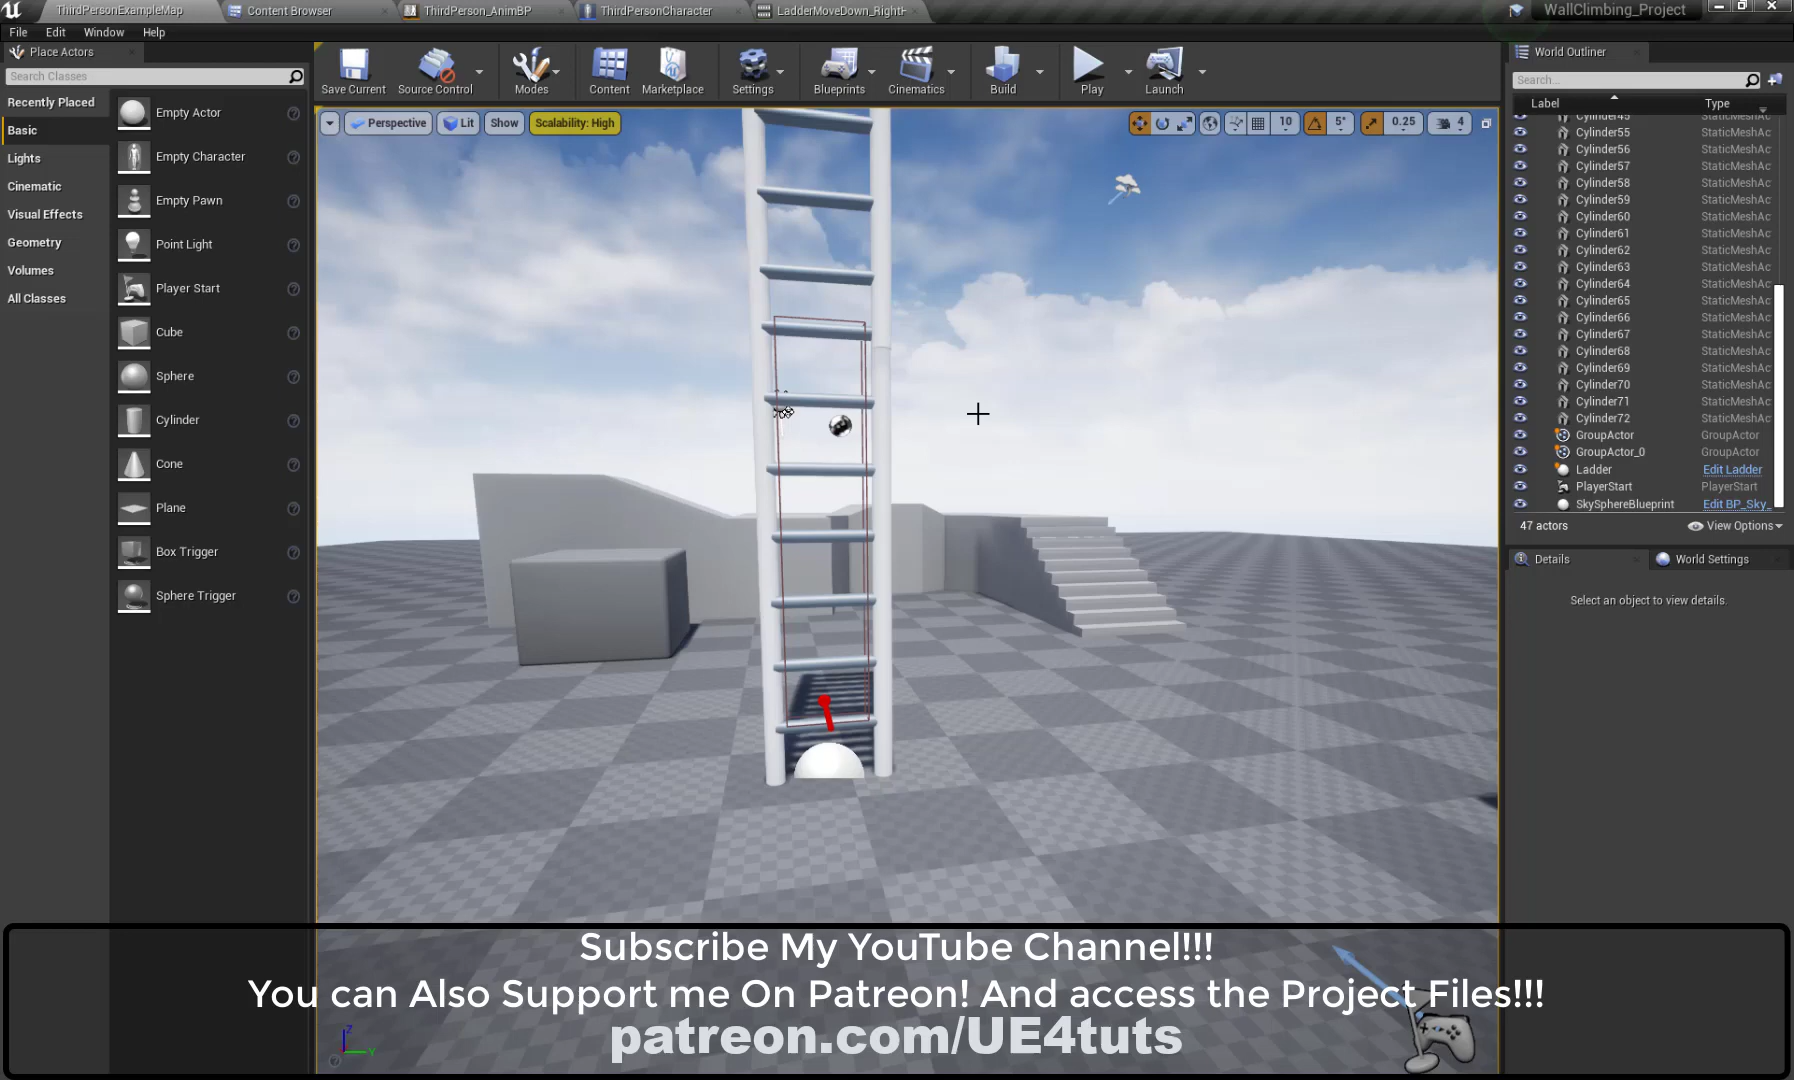 ThirdPersonExampleMap
Content Browser
ThirdPerson_AnimBP
ThirdPersonCharacter
LadderMoveDown_RightH
WallClimbing_Project
File Edit Window Help
Place Actors
Search Classes
Recently Placed
Basic
Lights
Cinematic
Visual Effects
Geometry
Volumes
All Classes
Empty Actor
Empty Character
Empty Pawn
Point Light
Player Start
Cube
Sphere
Cylinder
Cone
Plane
Box Trigger
Sphere Trigger
Save Current
Source Control
Modes
Content
Marketplace
Settings
Blueprints
Cinematics
Build
Play
Launch
Perspective
Lit
Show
Scalability: High
10
5°
0.25
4
World Outliner
Search...
Label Type
Cylinder45 StaticMeshAc
Cylinder55 StaticMeshAc
Cylinder56 StaticMeshAc
Cylinder57 StaticMeshAc
Cylinder58 StaticMeshAc
Cylinder59 StaticMeshAc
Cylinder60 StaticMeshAc
Cylinder61 StaticMeshAc
Cylinder62 StaticMeshAc
Cylinder63 StaticMeshAc
Cylinder64 StaticMeshAc
Cylinder65 StaticMeshAc
Cylinder66 StaticMeshAc
Cylinder67 StaticMeshAc
Cylinder68 StaticMeshAc
Cylinder69 StaticMeshAc
Cylinder70 StaticMeshAc
Cylinder71 StaticMeshAc
Cylinder72 StaticMeshAc
GroupActor GroupActor
GroupActor_0 GroupActor
Ladder Edit Ladder
PlayerStart PlayerStart
SkySphereBlueprint Edit BP_Sky_
47 actors
View Options
Details
World Settings
Select an object to view details.
Subscribe My YouTube Channel!!!
You can Also Support me On Patreon! And access the Project Files!!!
patreon.com/UE4tuts
Z
Y